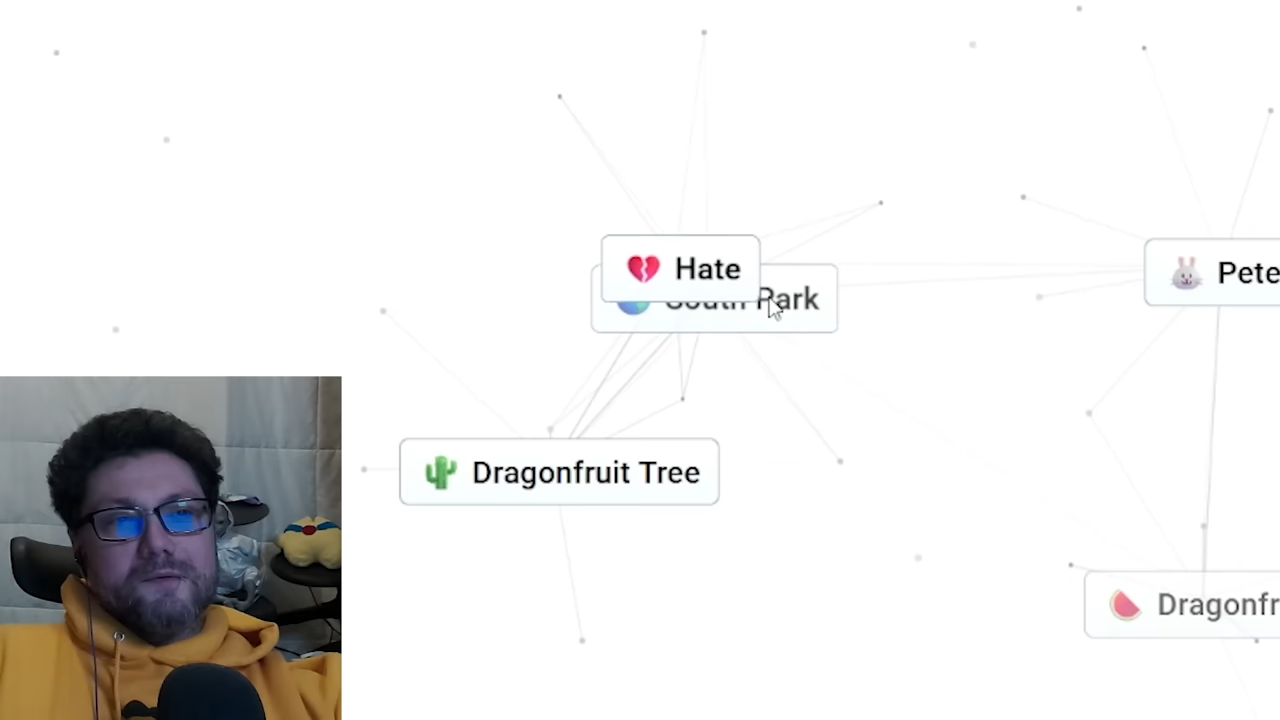 Hate
South Park
Pete
Dragonfruit Tree
Dragonfr